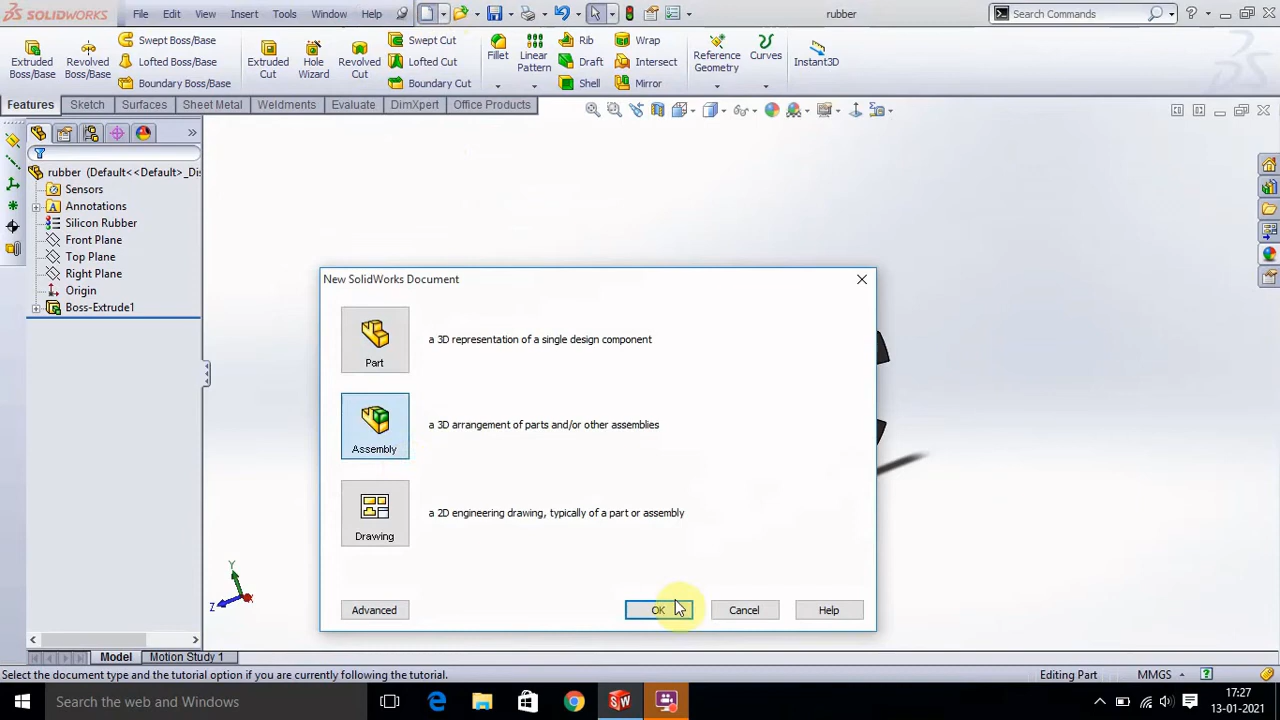 SOLIDWORKS File Edit View Insert Tools Window Help rubber Search Commands
Extruded Boss/Base Revolved Boss/Base Swept Boss/Base Lofted Boss/Base Boundary Boss/Base Extruded Cut Hole Wizard Revolved Cut Swept Cut Lofted Cut Boundary Cut Fillet Linear Pattern Rib Draft Shell Wrap Intersect Mirror Reference Geometry Curves Instant3D
Features Sketch Surfaces Sheet Metal Weldments Evaluate DimXpert Office Products
rubber (Default<<Default>_Dis
Sensors
Annotations
Silicon Rubber
Front Plane
Top Plane
Right Plane
Origin
Boss-Extrude1
New SolidWorks Document
Part
a 3D representation of a single design component
Assembly
a 3D arrangement of parts and/or other assemblies
Drawing
a 2D engineering drawing, typically of a part or assembly
Advanced OK Cancel Help
Y
Z X
Model Motion Study 1
Select the document type and the tutorial option if you are currently following the tutorial. Editing Part MMGS
Search the web and Windows
17:27
13-01-2021